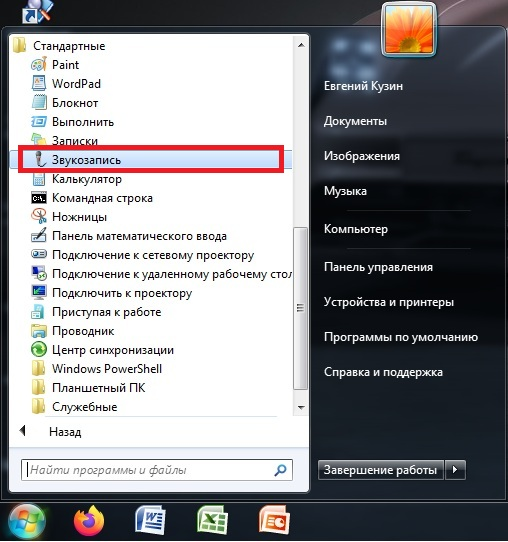 Стандартные
Paint
WordPad
Блокнот
Выполнить
Записки
Звукозапись
Калькулятор
Командная строка
Ножницы
Панель математического ввода
Подключение к сетевому проектору
Подключение к удаленному рабочему стол
Подключить к проектору
Приступая к работе
Проводник
Центр синхронизации
Windows PowerShell
Планшетный ПК
Служебные
Назад
Найти программы и файлы
Евгений Кузин
Документы
Изображения
Музыка
Компьютер
Панель управления
Устройства и принтеры
Программы по умолчанию
Справка и поддержка
Завершение работы